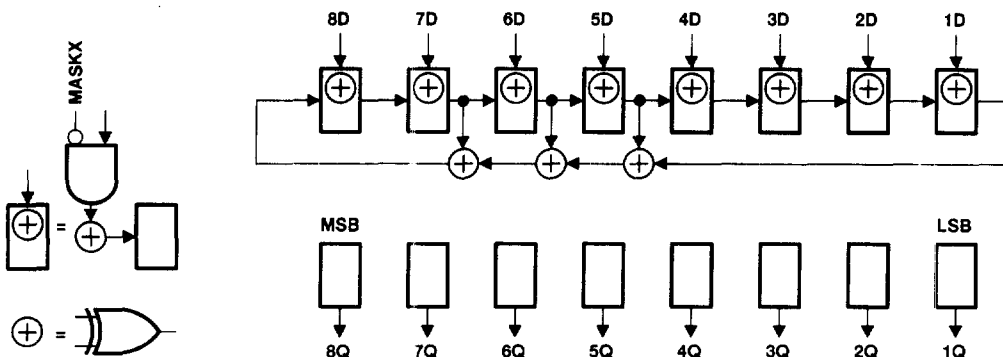 8D 7D 6D 5D 4D 3D 2D 1D
MASKX
=
MSB LSB
=
8Q 7Q 6Q 5Q 4Q 3Q 2Q 1Q